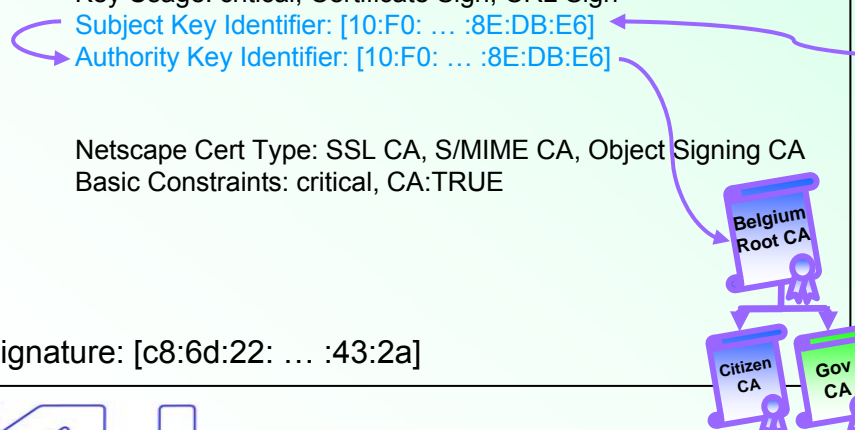 Subject Key Identifier: [10:F0: … :8E:DB:E6]
Authority Key Identifier: [10:F0: … :8E:DB:E6]
Netscape Cert Type: SSL CA, S/MIME CA, Object Signing CA
Basic Constraints: critical, CA:TRUE
Belgium
Root CA
ignature: [c8:6d:22: … :43:2a]
Citizen
CA
Gov
CA